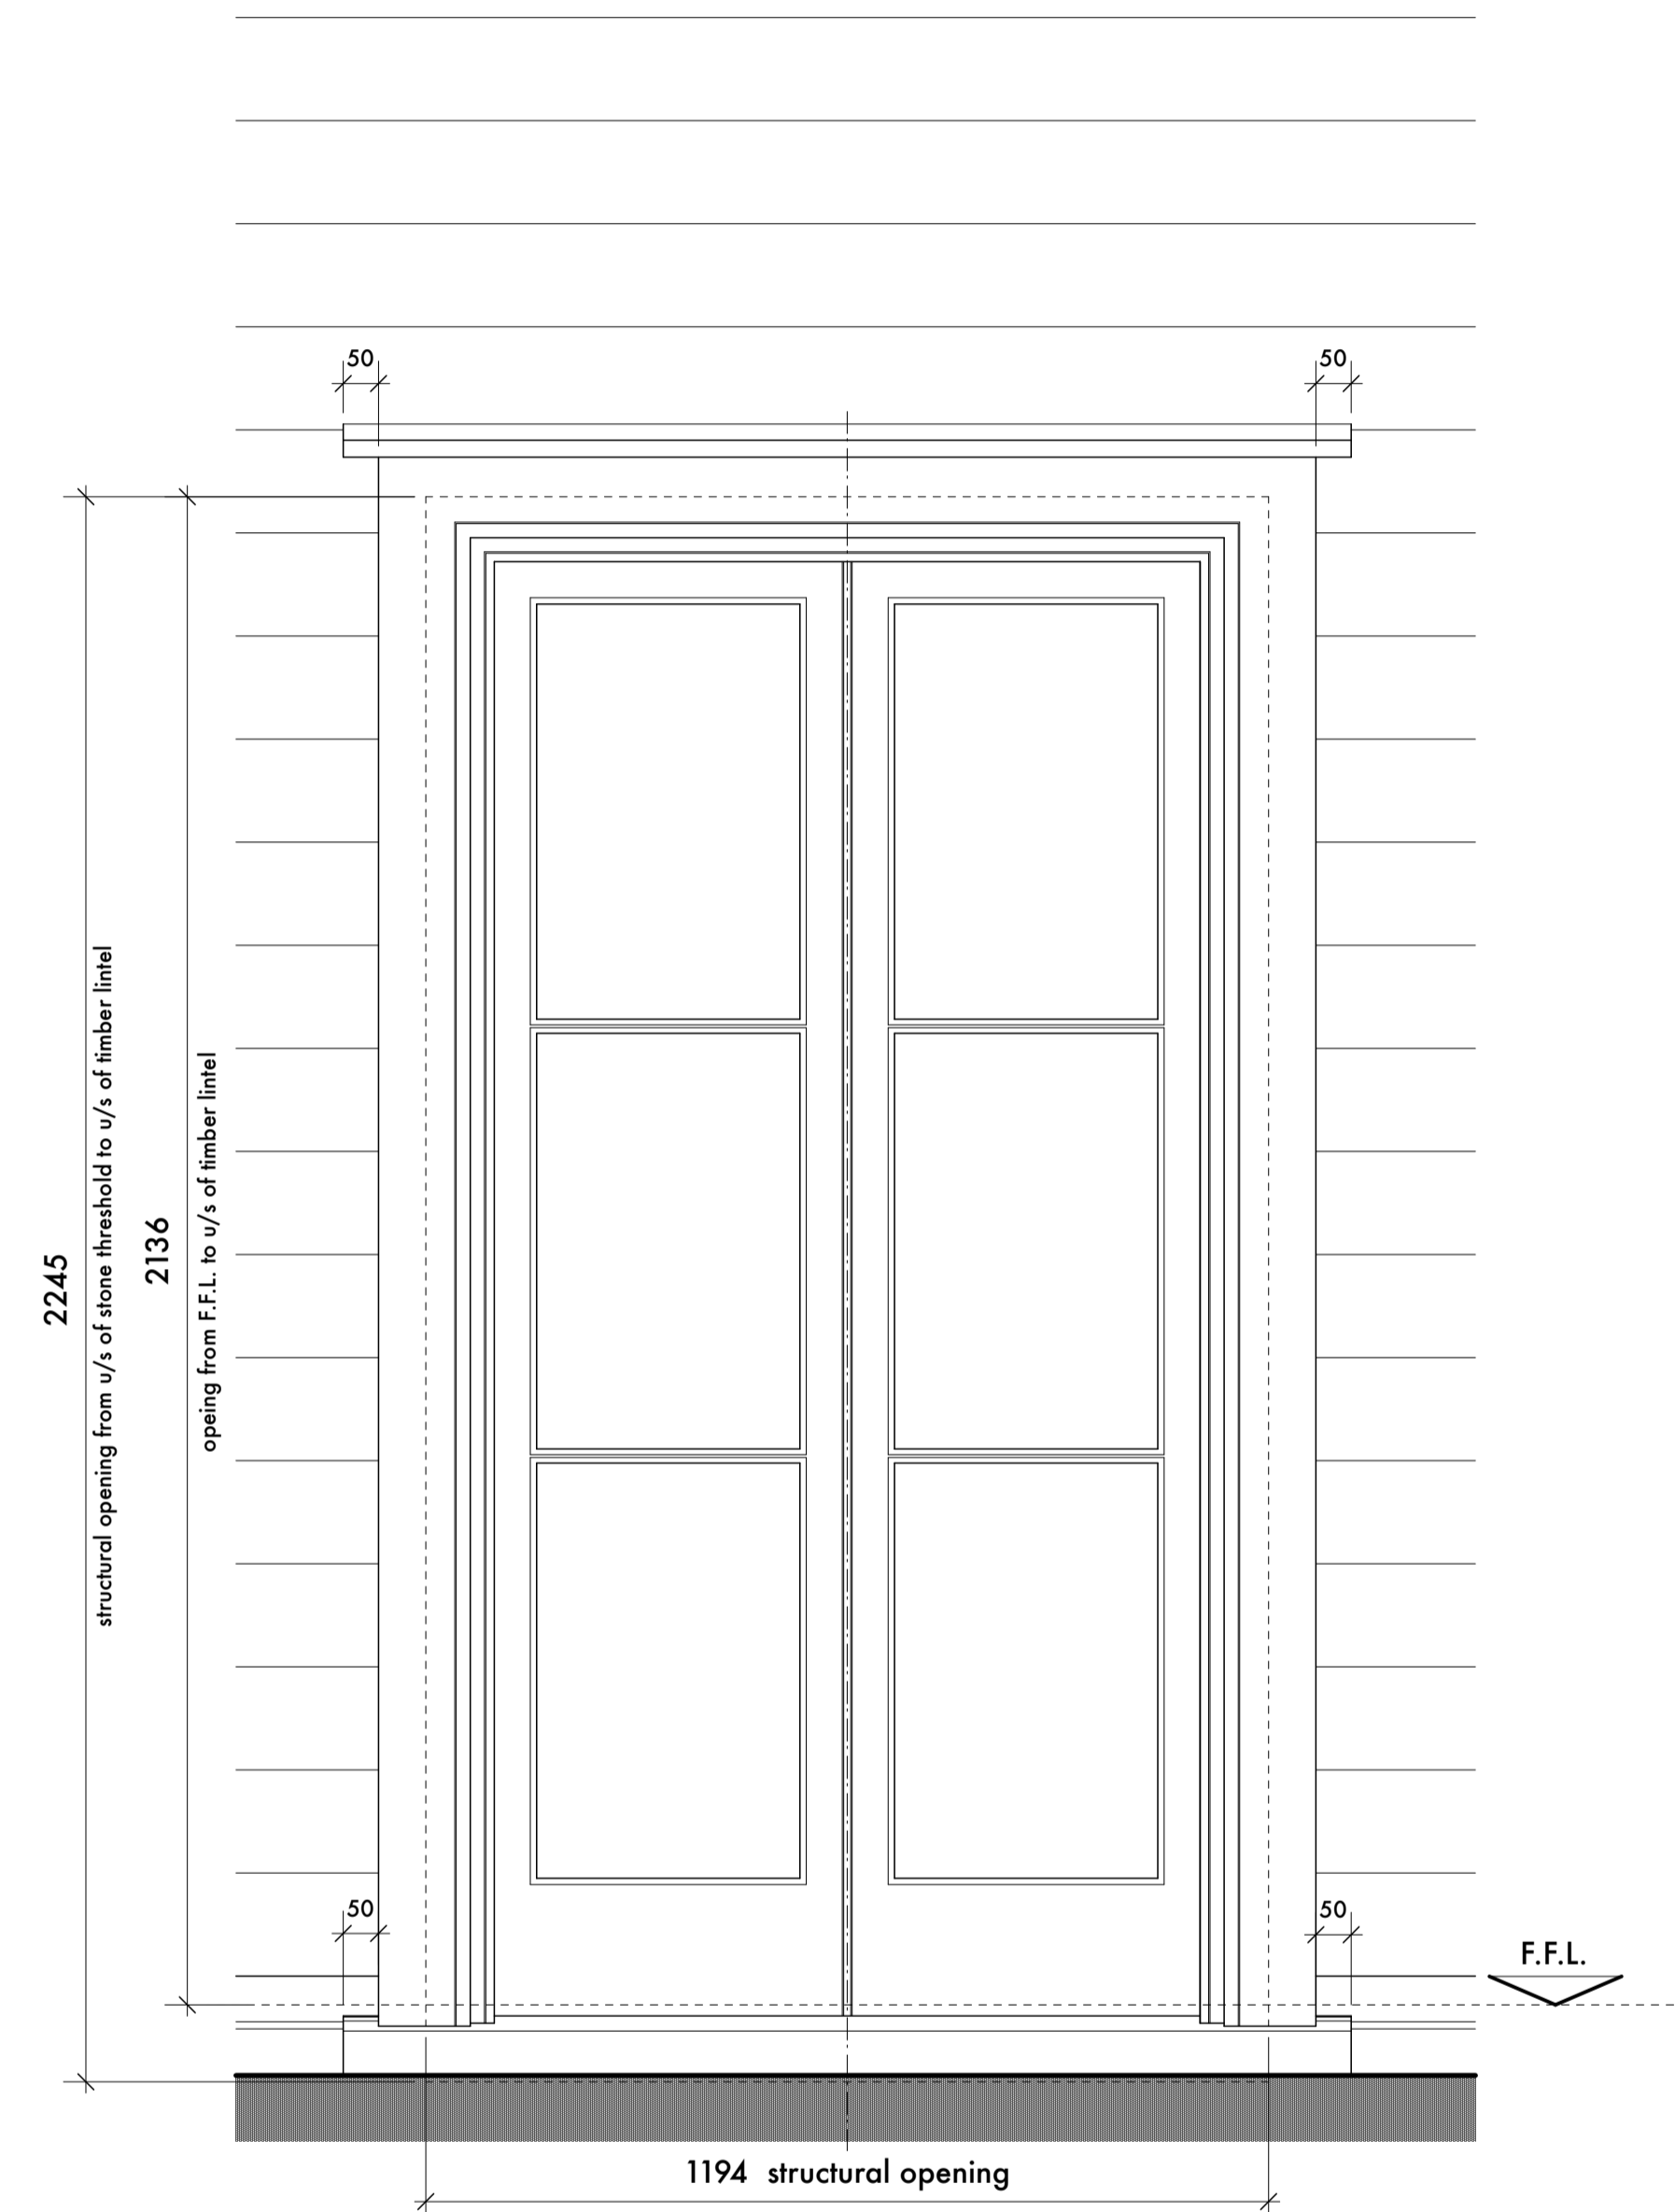 50
50
2245
structural opening from u/s of stone threshold to u/s of timber lintel
2136
opeing from F.F.L. to u/s of timber lintel
50
50
F.F.L.
1194 structural opening